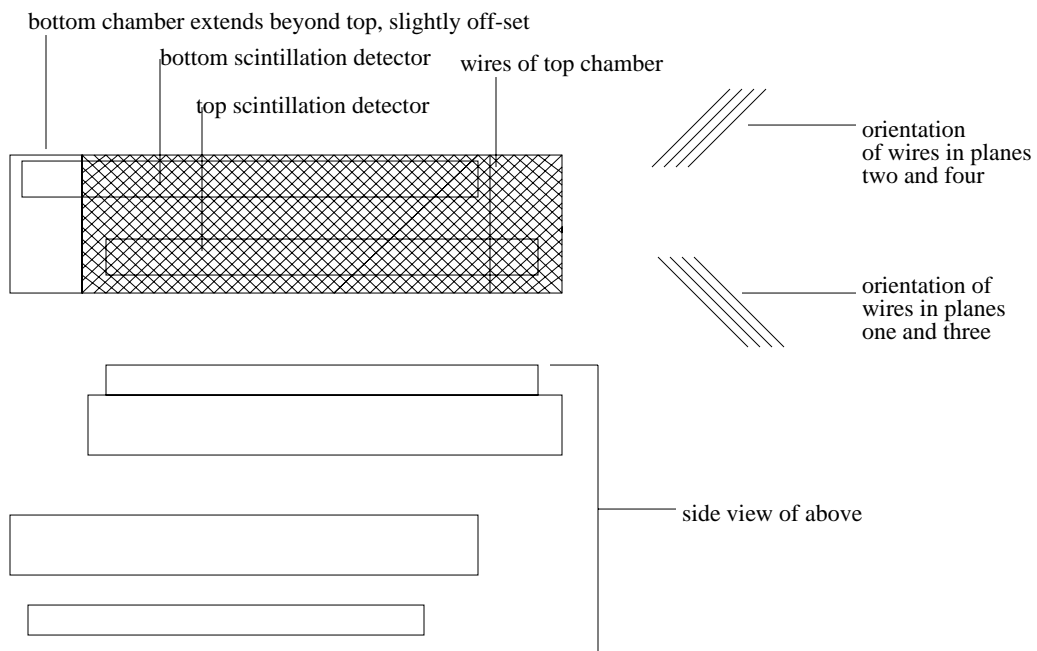 bottom chamber extends beyond top, slightly off-set
bottom scintillation detector
wires of top chamber
top scintillation detector
orientation
of wires in planes
two and four
orientation of
wires in planes
one and three
side view of above